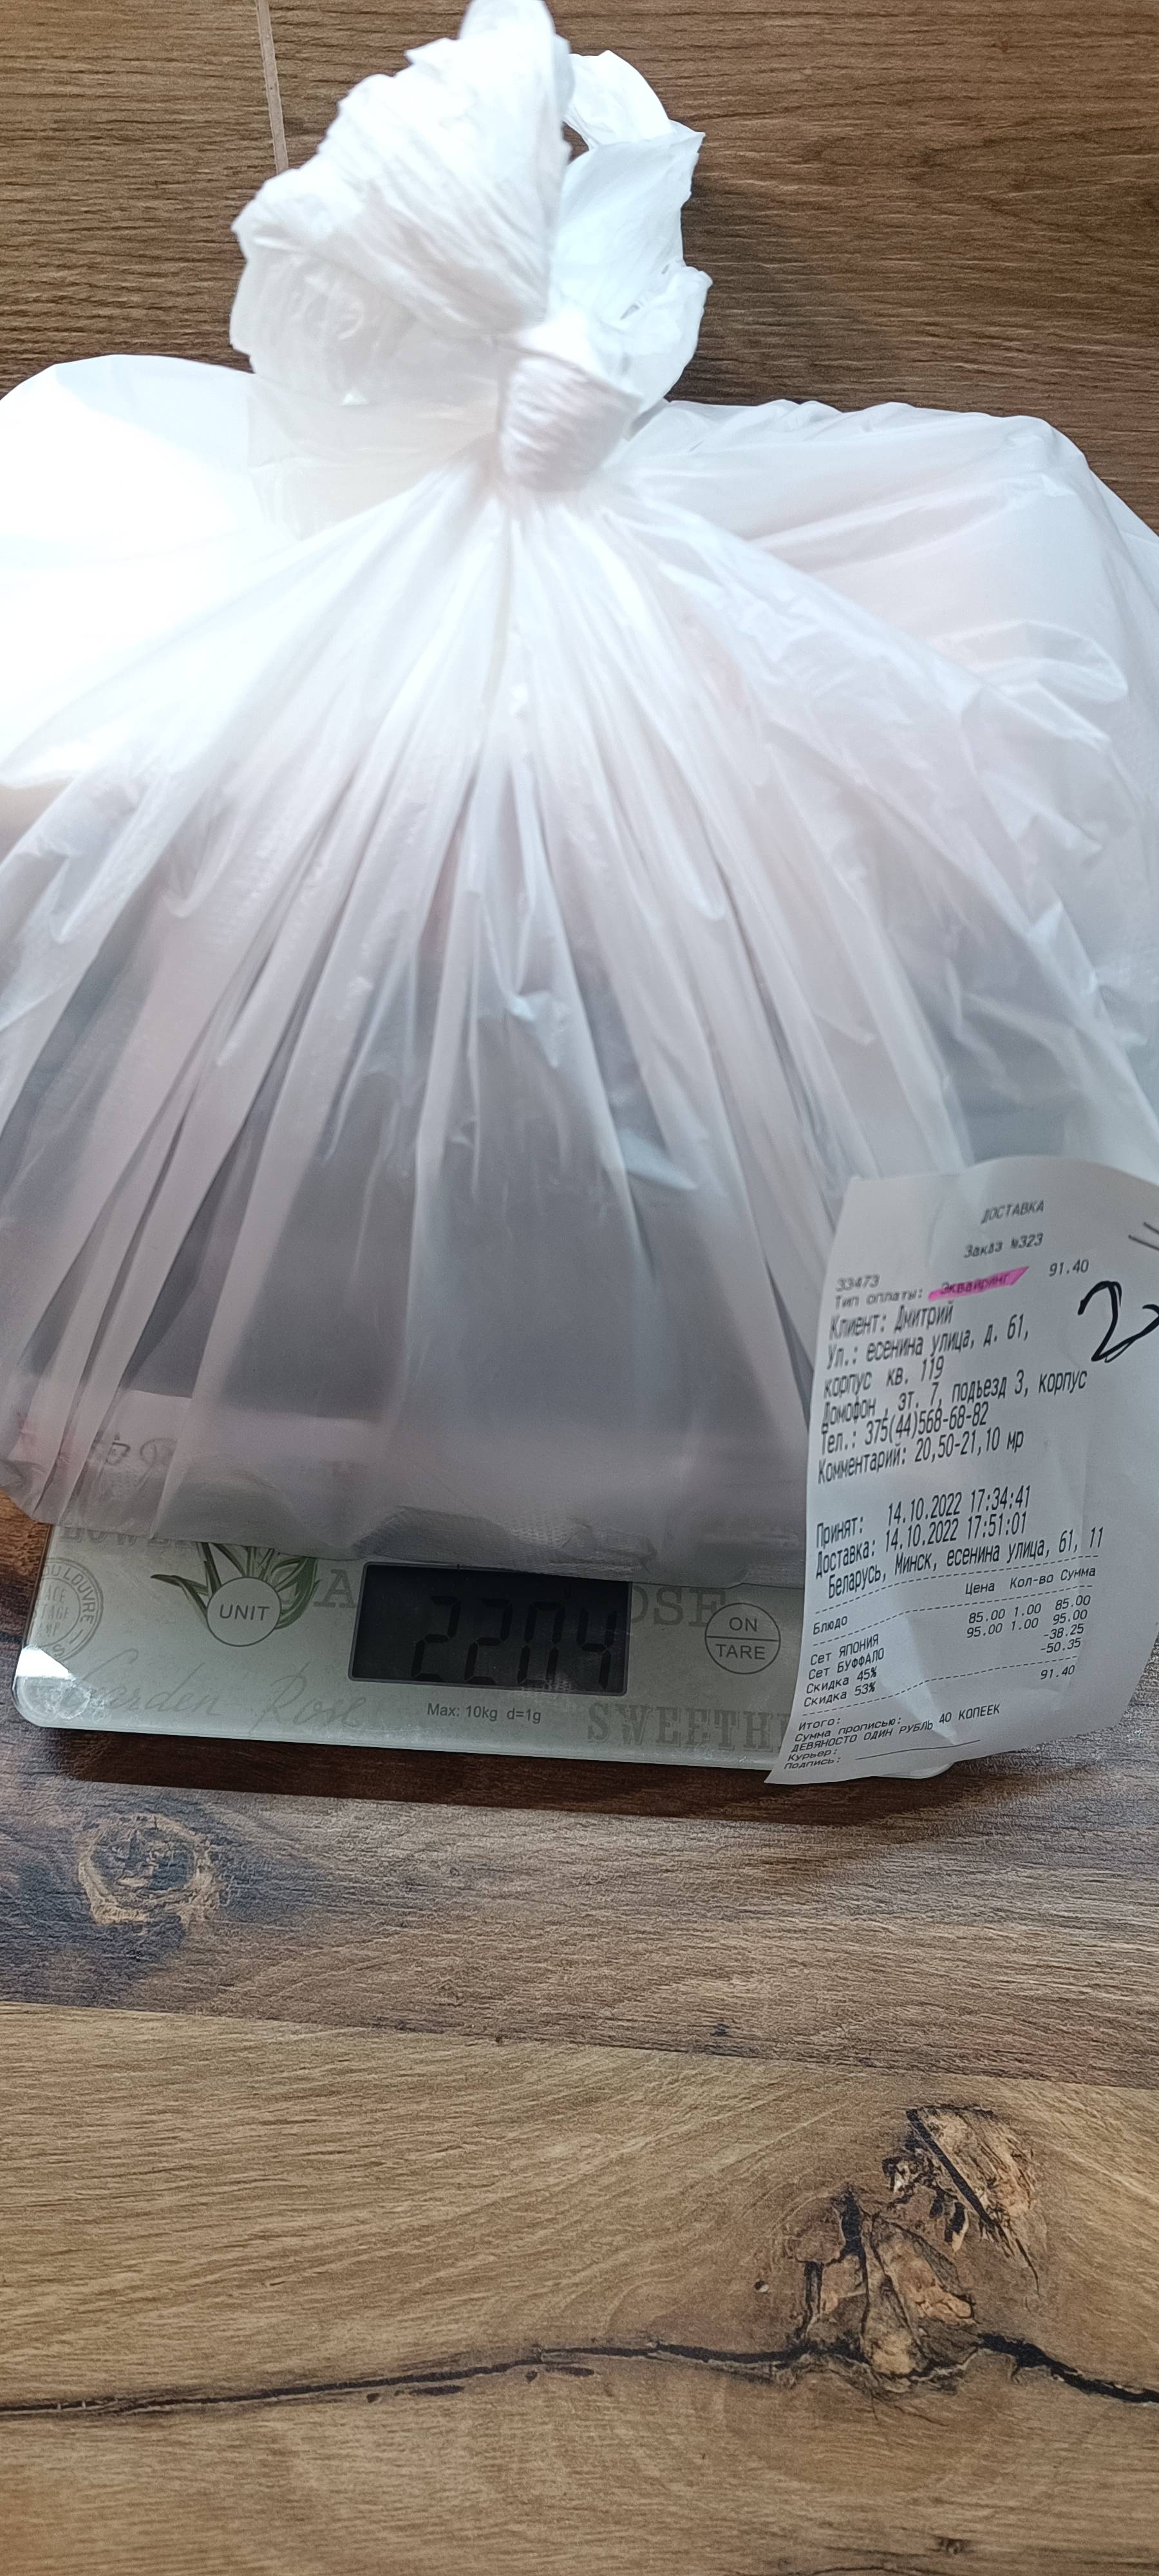 ДОСТАВКА
Заказ №323
33473
Тип оплаты: Эквайринг 91.40
2
Клиент: Дмитрий
Ул.: есенина улица, д. 61,
корпус кв. 119
Домофон , эт. 7, подъезд 3, корпус
Тел.: 375(44)568-68-82
Комментарий: 20,50-21,10 мр
Принят: 14.10.2022 17:34:41
Доставка: 14.10.2022 17:51:01
Беларусь, Минск, есенина улица, 61, 11
Блюдо Цена Кол-во Сумма
Сет ЯПОНИЯ 85.00 1.00 85.00
Сет БУФФАЛО 95.00 1.00 95.00
Скидка 45% -38.25
Скидка 53% -50.35
Итого: 91.40
Сумма прописью:
ДЕВЯНОСТО ОДИН РУБЛЬ 40 КОПЕЕК
Курьер:
Подпись:
UNIT
2204
ON
TARE
Max: 10kg d=1g
Garden Rose